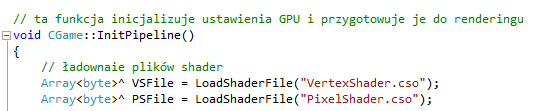 // ta funkcja inicjalizuje ustawienia GPU i przygotowuje je do renderingu
void CGame::InitPipeline()
{
// ładownaie plików shader
Array<byte>^ VSFile = LoadShaderFile("VertexShader.cso");
Array<byte>^ PSFile = LoadShaderFile("PixelShader.cso");